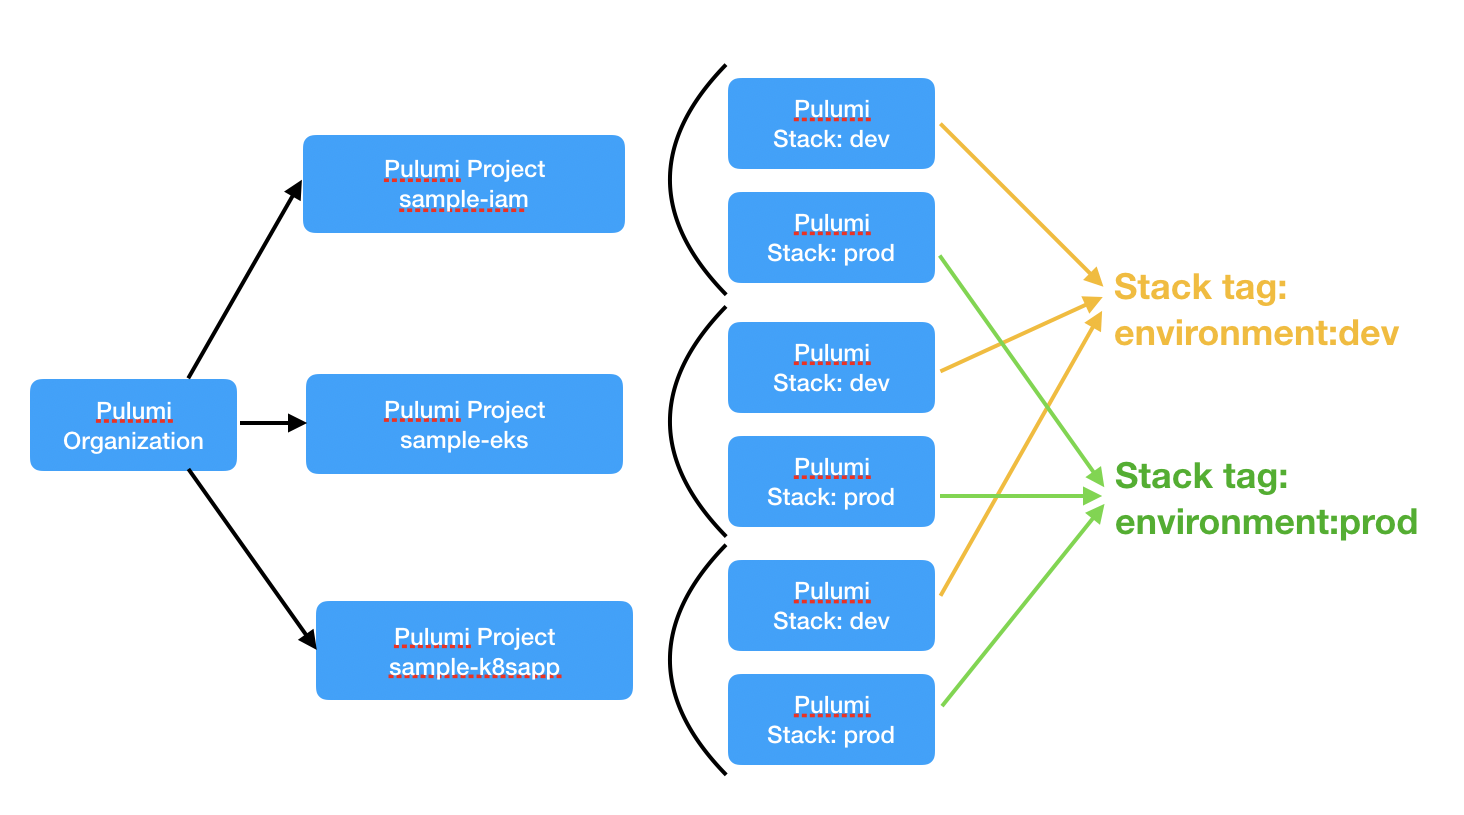 Pulumi
Organization
Pulumi Project
sample-iam
Pulumi Project
sample-eks
Pulumi Project
sample-k8sapp
Pulumi
Stack: dev
Pulumi
Stack: prod
Pulumi
Stack: dev
Pulumi
Stack: prod
Pulumi
Stack: dev
Pulumi
Stack: prod
Stack tag:
environment:dev
Stack tag:
environment:prod